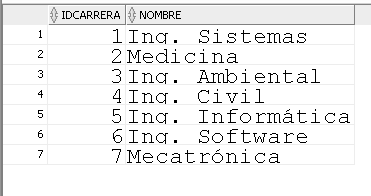 IDCARRERA NOMBRE
1 1 Ing. Sistemas
2 2 Medicina
3 3 Ing. Ambiental
4 4 Ing. Civil
5 5 Ing. Informática
6 6 Ing. Software
7 7 Mecatrónica